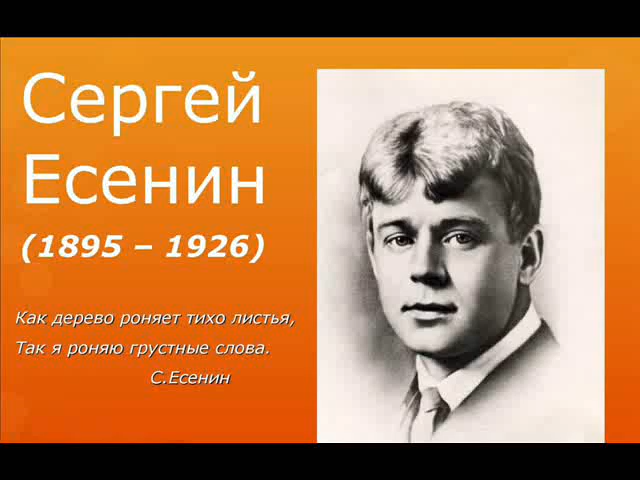 Сергей
Есенин
(1895 – 1926)
Как дерево роняет тихо листья,
Так я роняю грустные слова.
С.Есенин